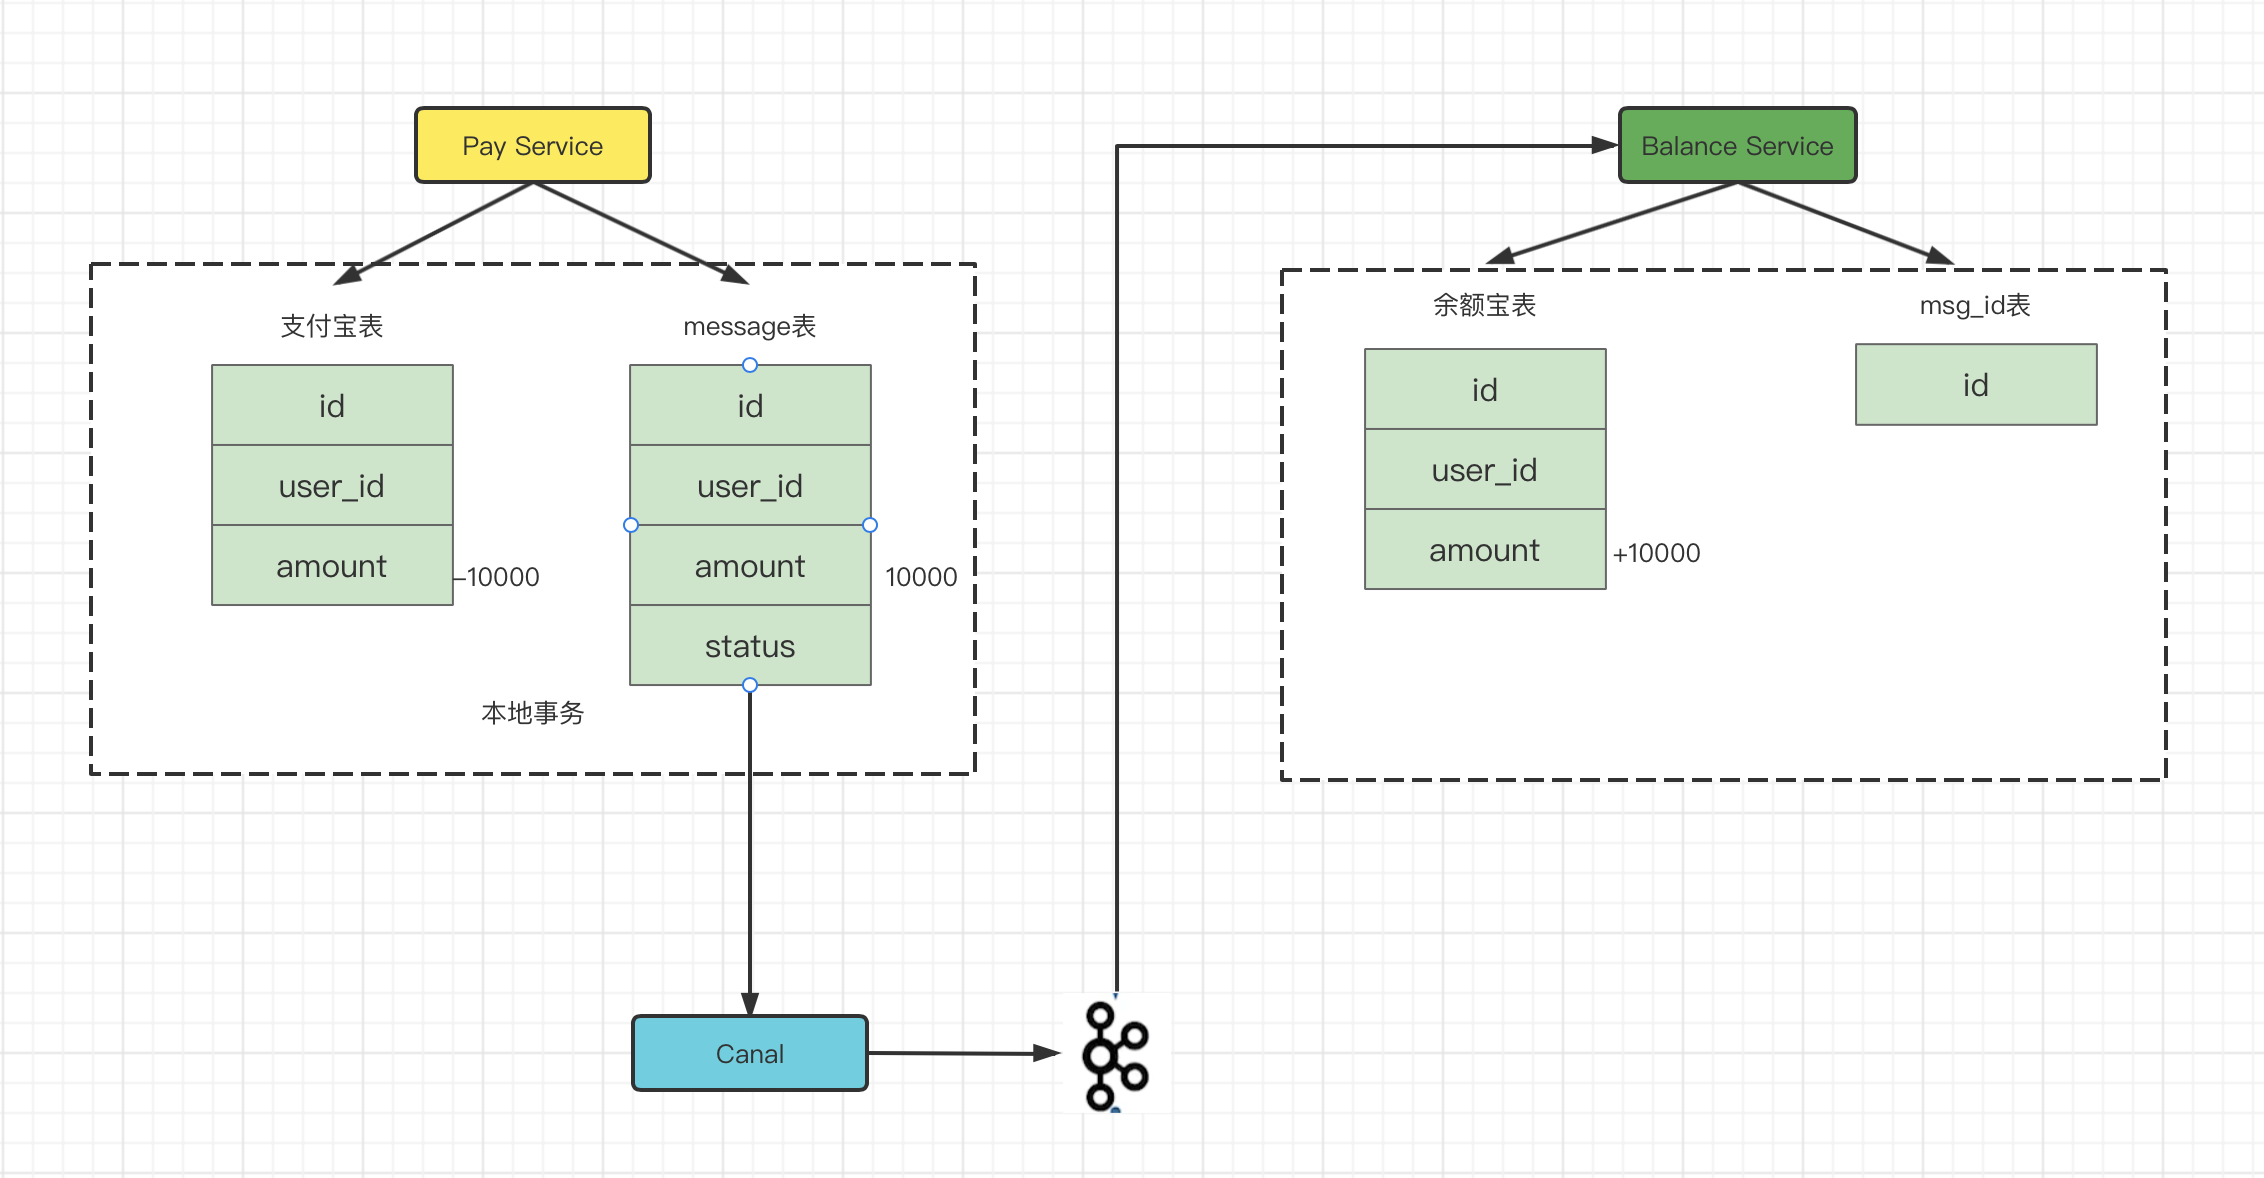 Pay Service
Balance Service
支付宝表
message表
id
user_id
amount
-10000
id
user_id
amount
10000
status
本地事务
余额宝表
msg_id表
id
user_id
amount
+10000
id
Canal